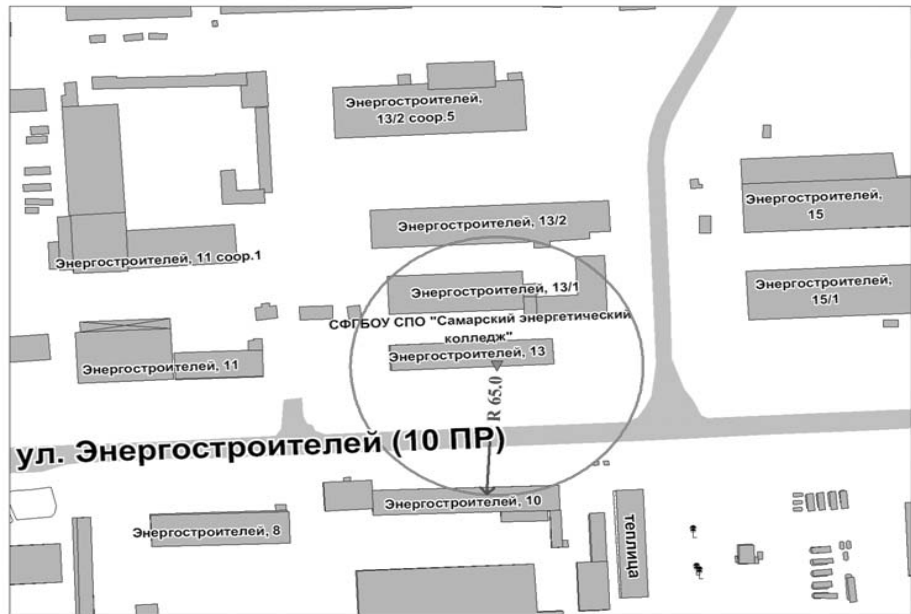 Энергостроителей,
13/2 соор.5
Энергостроителей,
15
Энергостроителей, 13/2
Энергостроителей, 11 соор.1
Энергостроителей, 13/1
Энергостроителей,
15/1
СФГБОУ СПО "Самарский энергетический
колледж"
Энергостроителей, 13
Энергостроителей, 11
R 65.0
ул. Энергостроителей (10 ПР)
Энергостроителей, 10
Энергостроителей, 8
теплица